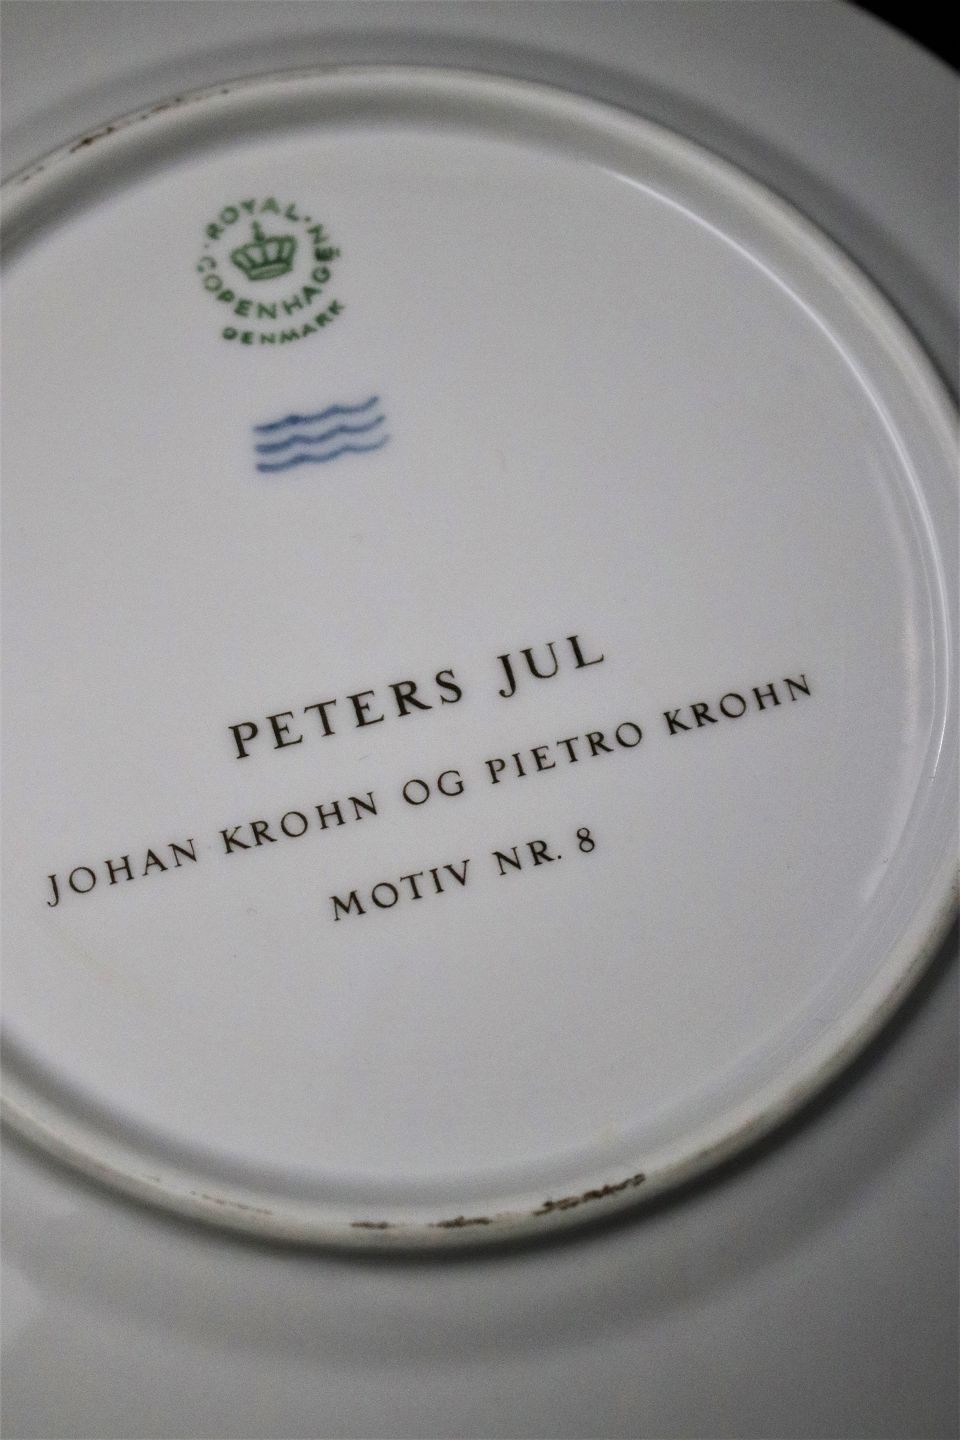 ROYAL
COPENHAGEN
DENMARK
PETERS JUL
JOHAN KROHN OG PIETRO KROHN
MOTIV NR. 8